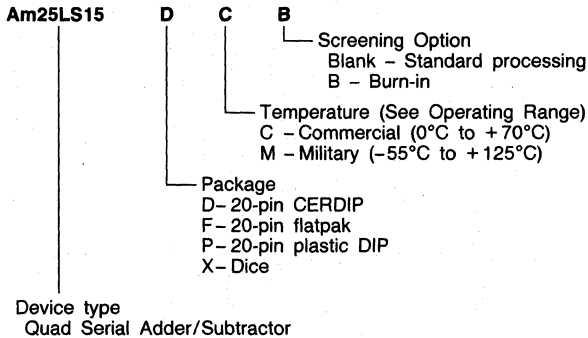 Am25LS15 D C B
Screening Option
Blank – Standard processing
B – Burn-in
Temperature (See Operating Range)
C – Commercial (0°C to +70°C)
M – Military (–55°C to +125°C)
Package
D – 20-pin CERDIP
F – 20-pin flatpak
P – 20-pin plastic DIP
X – Dice
Device type
Quad Serial Adder/Subtractor